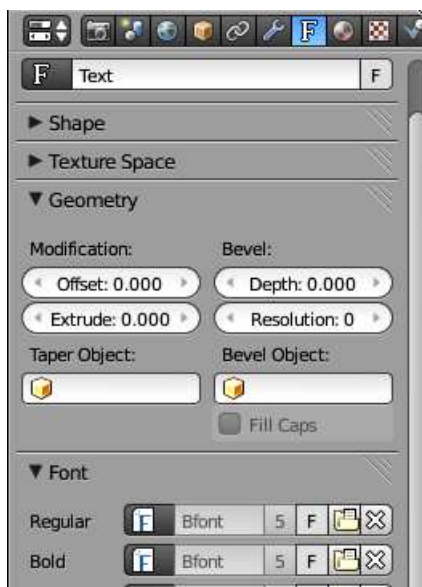 F
F Text F
Shape
Texture Space
Geometry
Modification: Bevel:
Offset: 0.000 Depth: 0.000
Extrude: 0.000 Resolution: 0
Taper Object: Bevel Object:
Fill Caps
Font
Regular F Bfont 5 F
Bold F Bfont 5 F